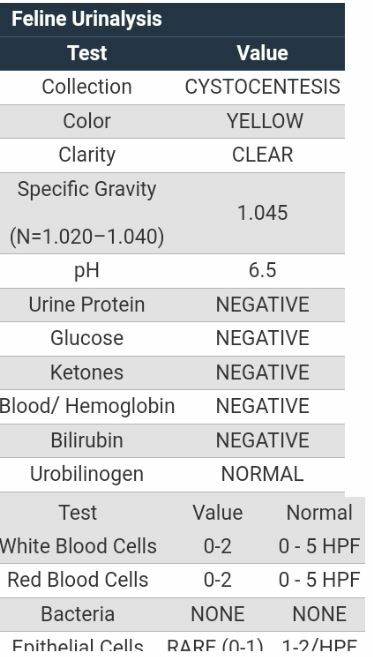 Feline Urinalysis
Test Value
Collection CYSTOCENTESIS
Color YELLOW
Clarity CLEAR
Specific Gravity
(N=1.020–1.040) 1.045
pH 6.5
Urine Protein NEGATIVE
Glucose NEGATIVE
Ketones NEGATIVE
Blood/ Hemoglobin NEGATIVE
Bilirubin NEGATIVE
Urobilinogen NORMAL
Test Value Normal
White Blood Cells 0-2 0 - 5 HPF
Red Blood Cells 0-2 0 - 5 HPF
Bacteria NONE NONE
Epithelial Cells RARE (0-1) 1-2/HPF